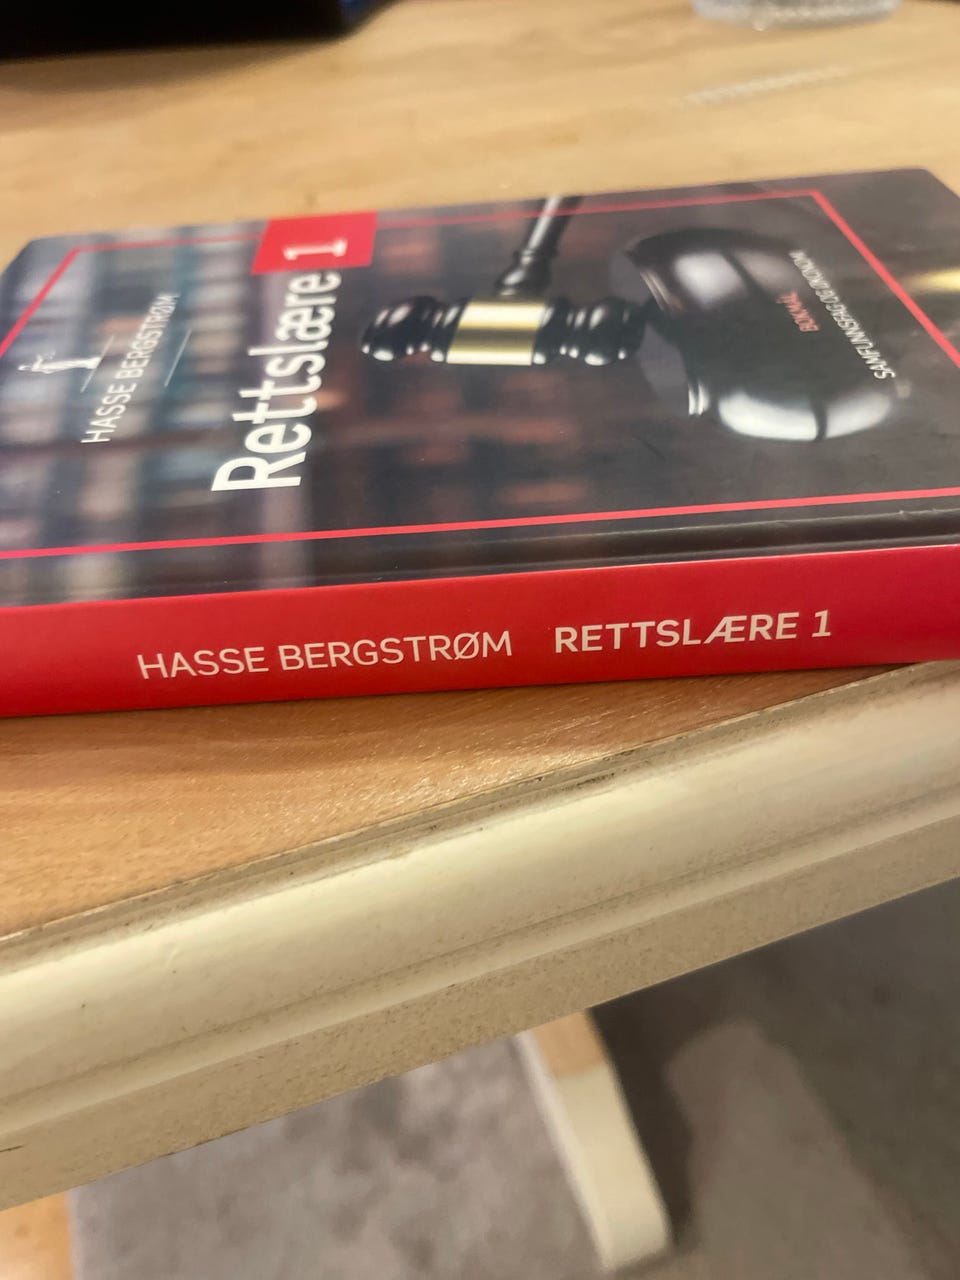 HASSE BERGSTRØM
Rettslære 1
BOKMÅL
SAMFUNNSFAG OG ØKONOMI
HASSE BERGSTRØM RETTSLÆRE 1